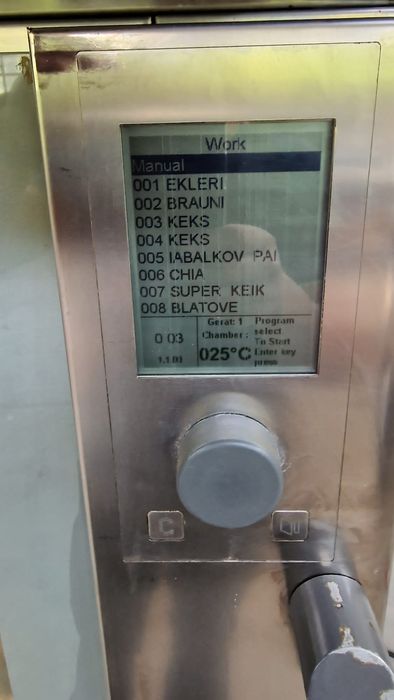 Work
Manual
001 EKLERI
002 BRAUNI
003 KEKS
004 KEKS
005 IABALKOV PAI
006 CHIA
007 SUPER KEIK
008 BLATOVE
Gerat: 1 Program
0 03 Chamber : select
To Start
025°C Enter key
press
C